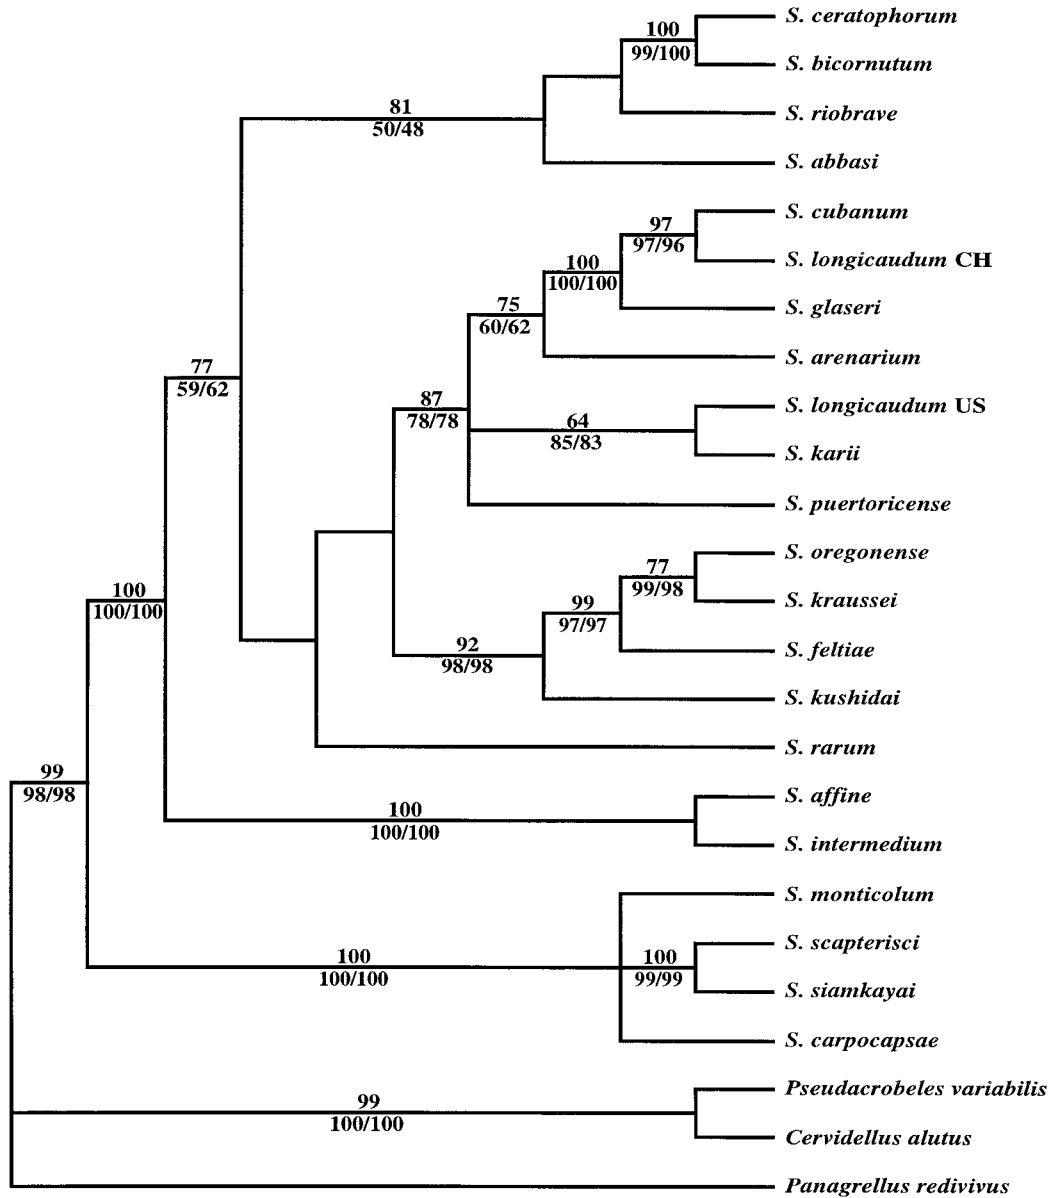 S. ceratophorum
100
99/100
S. bicornutum
81
50/48
S. riobrave
S. abbasi
S. cubanum
97
97/96
S. longicaudum CH
100
100/100
S. glaseri
75
60/62
S. arenarium
77
59/62
87
78/78
S. longicaudum US
64
85/83
S. karii
S. puertoricense
S. oregonense
77
99/98
S. kraussei
100
100/100
99
97/97
92
98/98
S. feltiae
S. kushidai
S. rarum
99
98/98
S. affine
100
100/100
S. intermedium
S. monticolum
S. scapterisci
100
100/100
100
99/99
S. siamkayai
S. carpocapsae
Pseudacrobeles variabilis
99
100/100
Cervidellus alutus
Panagrellus redivivus